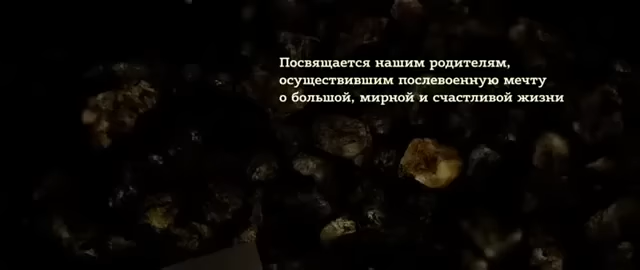 Посвящается нашим родителям,
осуществившим послевоенную мечту
о большой, мирной и счастливой жизни